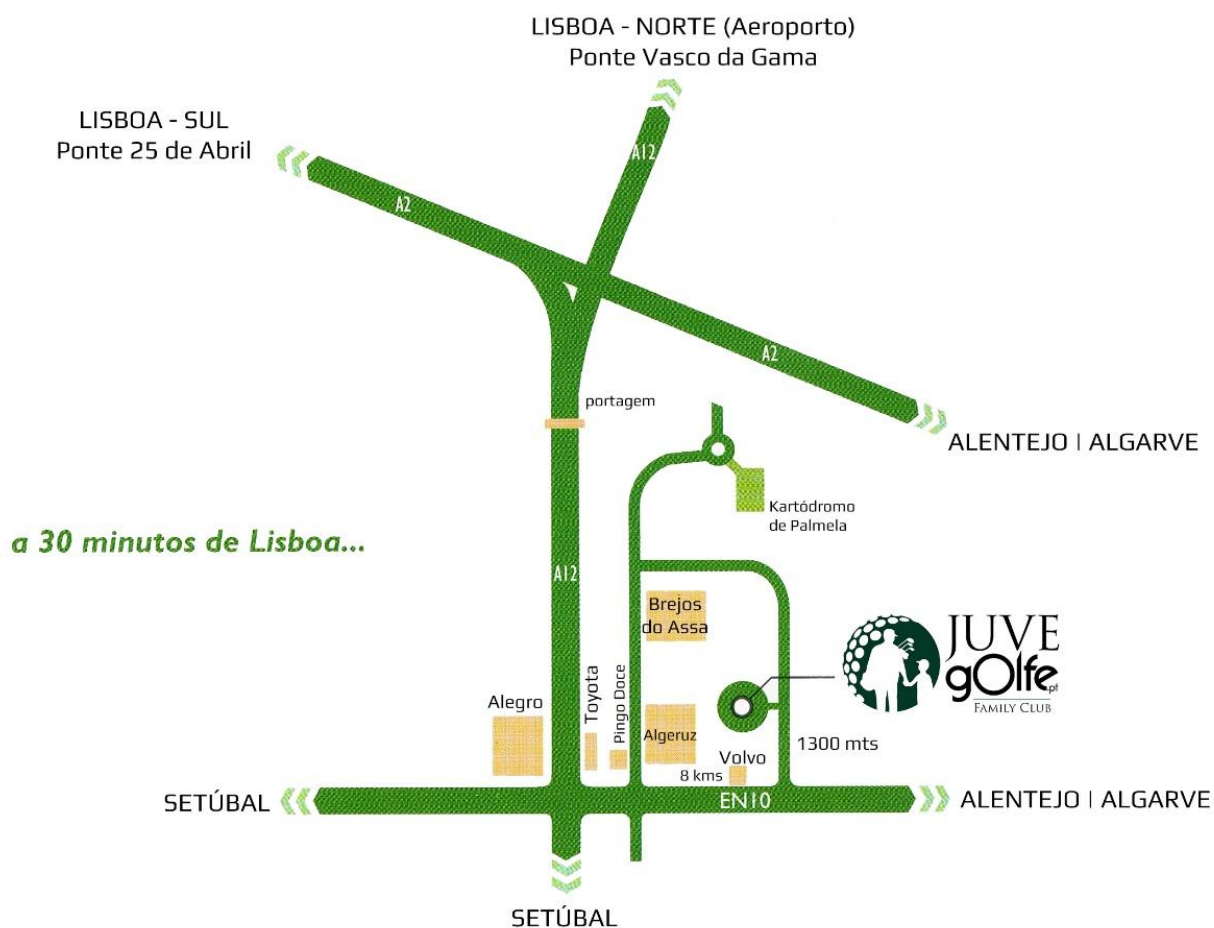 LISBOA - NORTE (Aeroporto)
Ponte Vasco da Gama
LISBOA - SUL
Ponte 25 de Abril
A12
A2
A2
portagem
ALENTEJO | ALGARVE
Kartódromo
de Palmela
a 30 minutos de Lisboa...
A12
Brejos
do Assa
JUVE
gOlfe.pt
FAMILY CLUB
Alegro
Toyota
Pingo Doce
Algeruz
Volvo
1300 mts
8 kms
SETÚBAL
EN10
ALENTEJO | ALGARVE
SETÚBAL